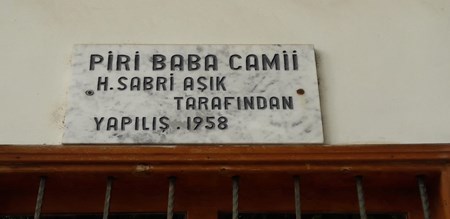 PİRİ BABA CAMİİ
H.SABRİ AŞIK
TARAFINDAN
YAPILIŞ.1958